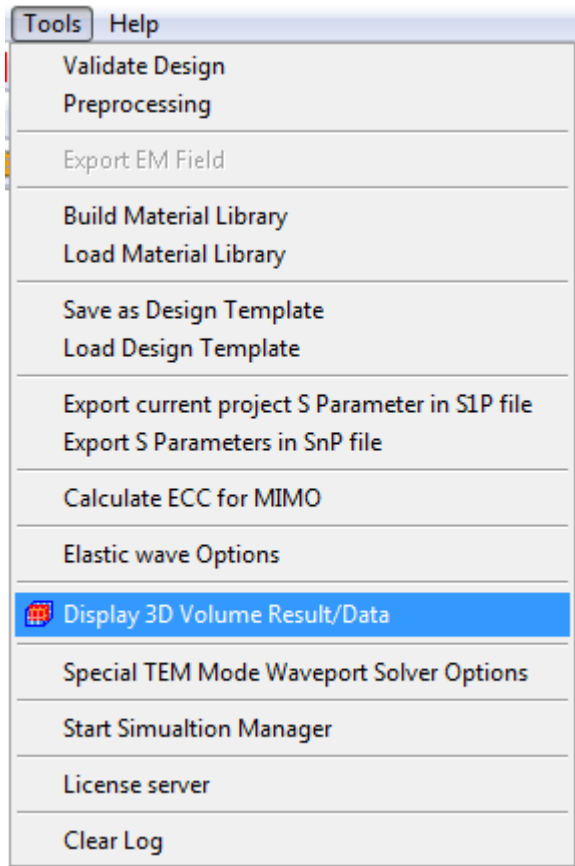 Tools Help
Validate Design
Preprocessing
Export EM Field
Build Material Library
Load Material Library
Save as Design Template
Load Design Template
Export current project S Parameter in S1P file
Export S Parameters in SnP file
Calculate ECC for MIMO
Elastic wave Options
Display 3D Volume Result/Data
Special TEM Mode Waveport Solver Options
Start Simualtion Manager
License server
Clear Log